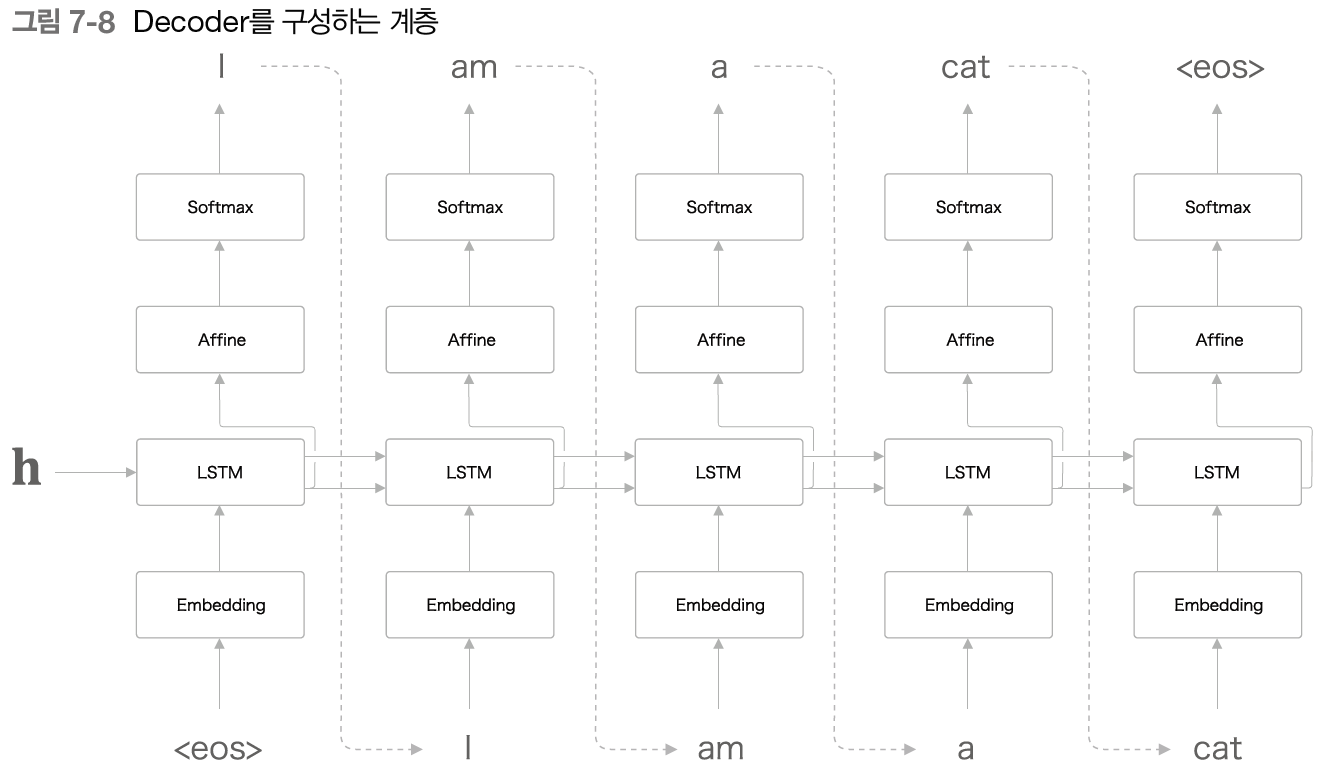 그림 7-8 Decoder를 구성하는 계층
I am a cat <eos>
Softmax Softmax Softmax Softmax Softmax
Affine Affine Affine Affine Affine
h LSTM LSTM LSTM LSTM LSTM
Embedding Embedding Embedding Embedding Embedding
<eos> I am a cat